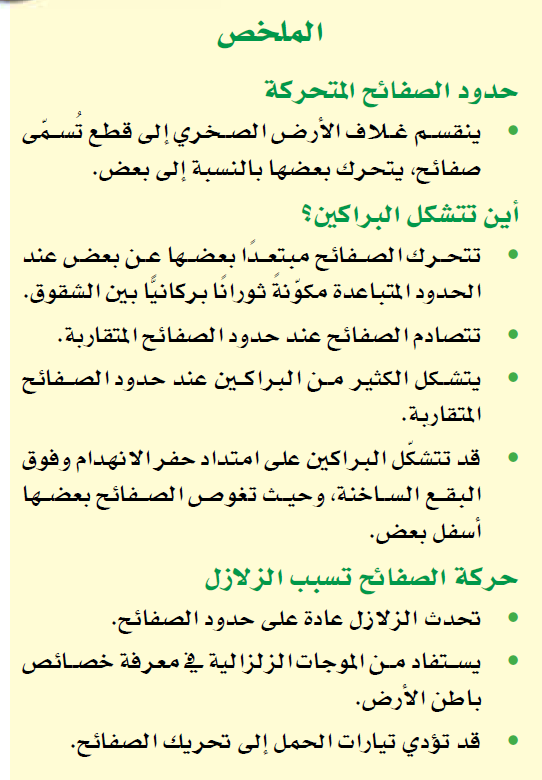 الملخص
حدود الصفائح المتحركة
• ينقسم غلاف الأرض الصخري إلى قطع تُسمّى
صفائح، يتحرك بعضها بالنسبة إلى بعض.
أين تتشكل البراكين؟
• تتحرك الصفائح مبتعدًا بعضها عن بعض عند
الحدود المتباعدة مكوّنةً ثورانًا بركانيًّا بين الشقوق.
• تتصادم الصفائح عند حدود الصفائح المتقاربة.
• يتشكل الكثير من البراكين عند حدود الصفائح
المتقاربة.
• قد تتشكّل البراكين على امتداد حفر الانهدام وفوق
البقع الساخنة، وحيث تغوص الصفائح بعضها
أسفل بعض.
حركة الصفائح تسبب الزلازل
• تحدث الزلازل عادة على حدود الصفائح.
• يستفاد من الموجات الزلزالية في معرفة خصائص
باطن الأرض.
• قد تؤدي تيارات الحمل إلى تحريك الصفائح.